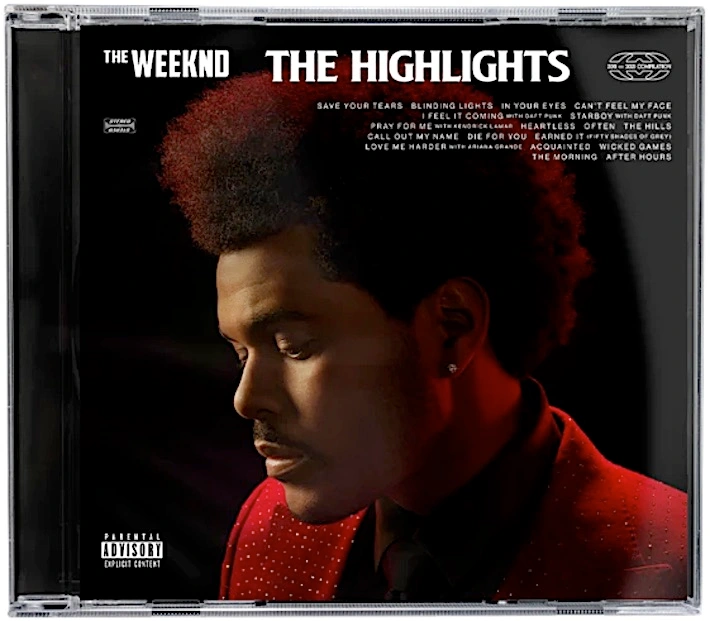 THE WEEKND THE HIGHLIGHTS
SAVE YOUR TEARS BLINDING LIGHTS IN YOUR EYES CAN'T FEEL MY FACE
I FEEL IT COMING WITH DAFT PUNK STARBOY WITH DAFT PUNK
PRAY FOR ME WITH KENDRICK LAMAR HEARTLESS OFTEN THE HILLS
CALL OUT MY NAME DIE FOR YOU EARNED IT (FIFTY SHADES OF GREY)
LOVE ME HARDER WITH ARIANA GRANDE ACQUAINTED WICKED GAMES
THE MORNING AFTER HOURS
STEREO
COMPILATION
PARENTAL
ADVISORY
EXPLICIT CONTENT